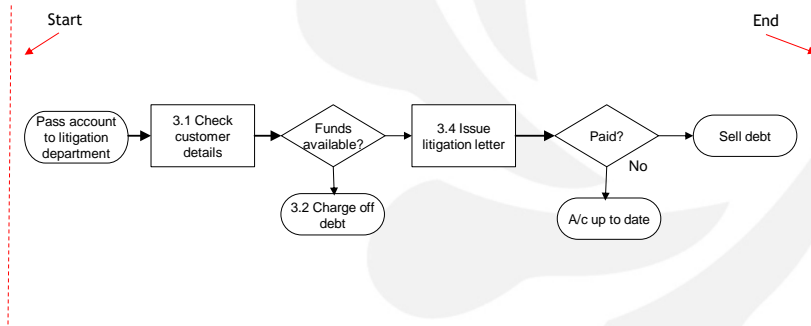 Start
End
Pass account
to litigation
department
3.1 Check
customer
details
Funds
available?
3.4 Issue
litigation letter
Paid?
Sell debt
No
3.2 Charge off
debt
A/c up to date